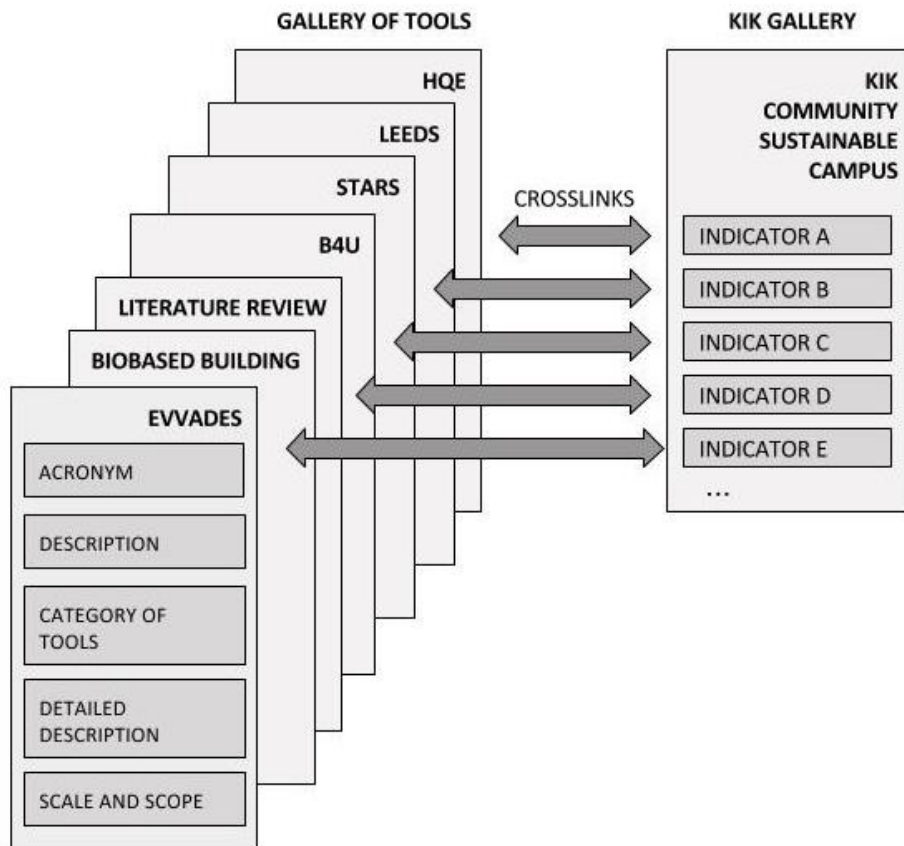 GALLERY OF TOOLS
HQE
LEEDS
STARS
B4U
LITERATURE REVIEW
BIOBASED BUILDING
EVVADES
ACRONYM
DESCRIPTION
CATEGORY OF
TOOLS
DETAILED
DESCRIPTION
SCALE AND SCOPE
CROSSLINKS
KIK GALLERY
KIK
COMMUNITY
SUSTAINABLE
CAMPUS
INDICATOR A
INDICATOR B
INDICATOR C
INDICATOR D
INDICATOR E
...